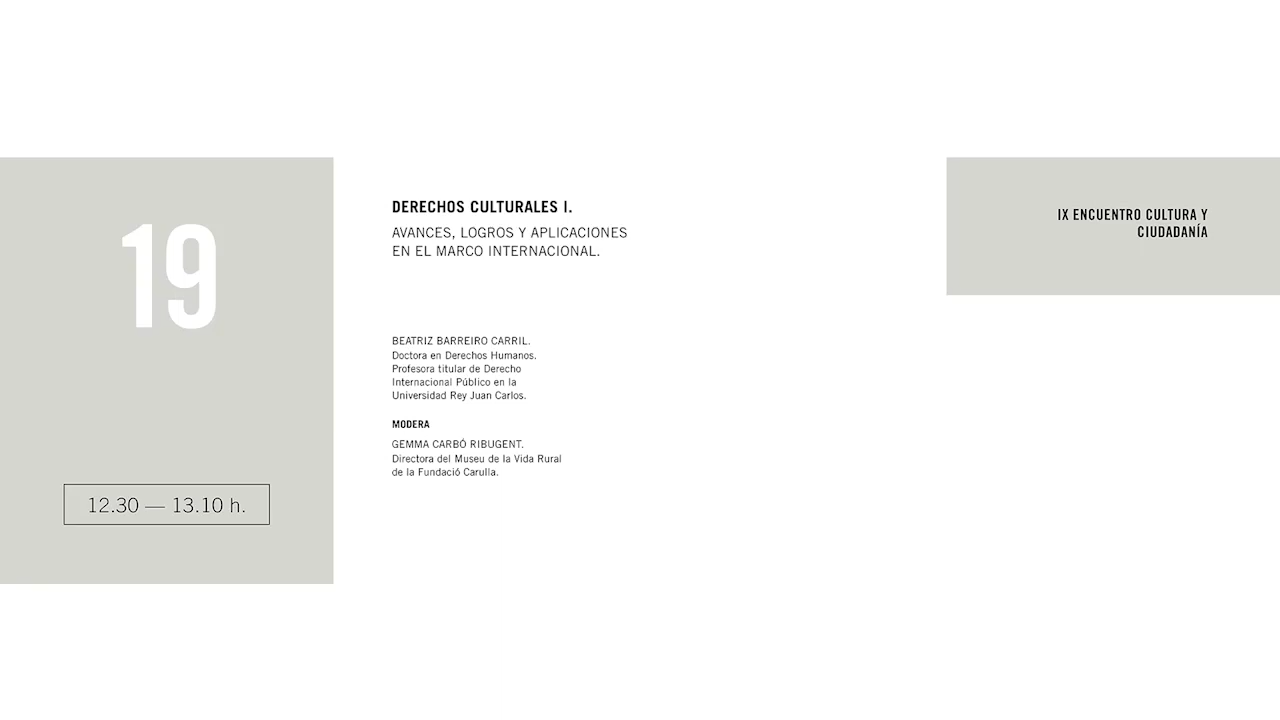 19
12.30 — 13.10 h.
DERECHOS CULTURALES I.
AVANCES, LOGROS Y APLICACIONES
EN EL MARCO INTERNACIONAL.
BEATRIZ BARREIRO CARRIL.
Doctora en Derechos Humanos.
Profesora titular de Derecho
Internacional Público en la
Universidad Rey Juan Carlos.
MODERA
GEMMA CARBÓ RIBUGENT.
Directora del Museu de la Vida Rural
de la Fundació Carulla.
IX ENCUENTRO CULTURA Y
CIUDADANÍA